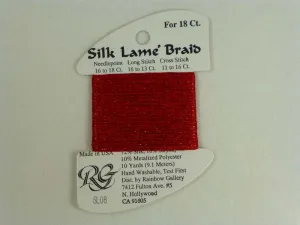 For 18 Ct.
Silk Lamé Braid
Needlepoint Long Stitch Cross Stitch
16 to 18 Ct. 10 to 13 Ct. 11 to 16 Ct.
Made in USA
10% Metalized Polyester
10 Yards (9.1 Meters)
Hand Washable, Test First
Dist. by Rainbow Gallery
7412 Fulton Ave. #5
N. Hollywood
CA 91605
RG
SL08